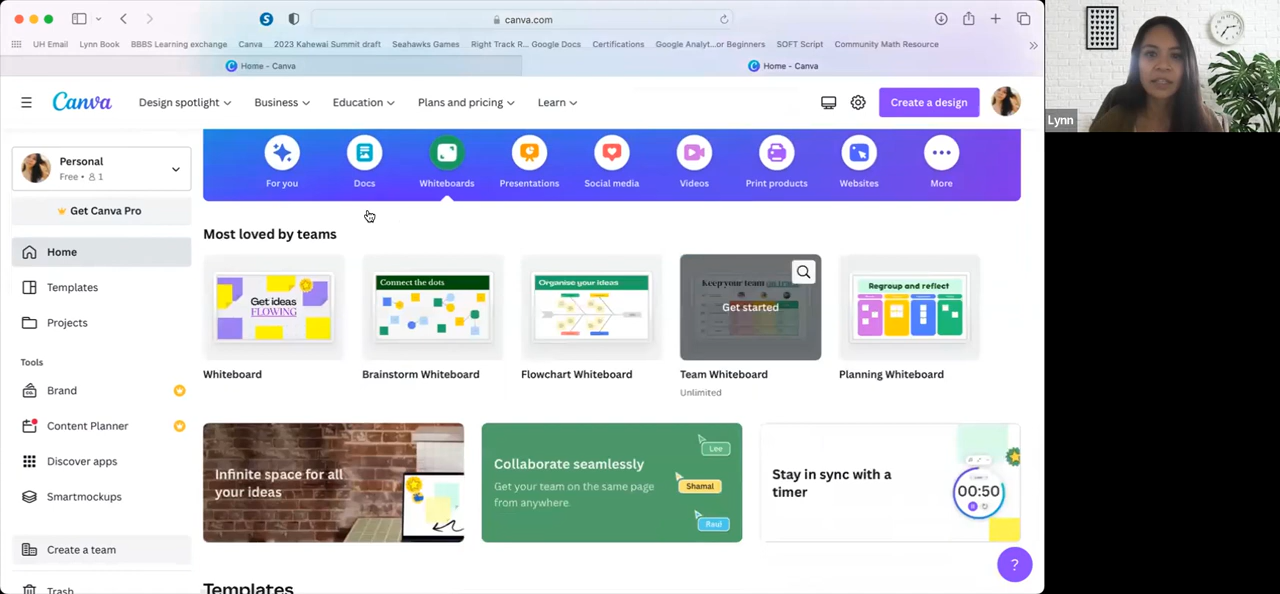 canva.com
UH Email Lynn Book BBBS Learning exchange Canva 2023 Kahewai Summit draft Seahawks Games Right Track R... Google Docs Certifications Google Analyt...or Beginners SOFT Script Community Math Resource
Home - Canva Home - Canva
Canva Design spotlight Business Education Plans and pricing Learn Create a design
Lynn
Personal
Free • 1
Get Canva Pro
Home
Templates
Projects
Tools
Brand
Content Planner
Discover apps
Smartmockups
Create a team
Trash
For you Docs Whiteboards Presentations Social media Videos Print products Websites More
Most loved by teams
Get ideas
FLOWING
Connect the dots
Organise your ideas
Keep your team on track
Get started
Regroup and reflect
Whiteboard Brainstorm Whiteboard Flowchart Whiteboard Team Whiteboard Planning Whiteboard
Unlimited
Infinite space for all
your ideas
Collaborate seamlessly
Get your team on the same page
from anywhere.
Lee
Shamal
Raul
Stay in sync with a
timer
00:50
?
Templates